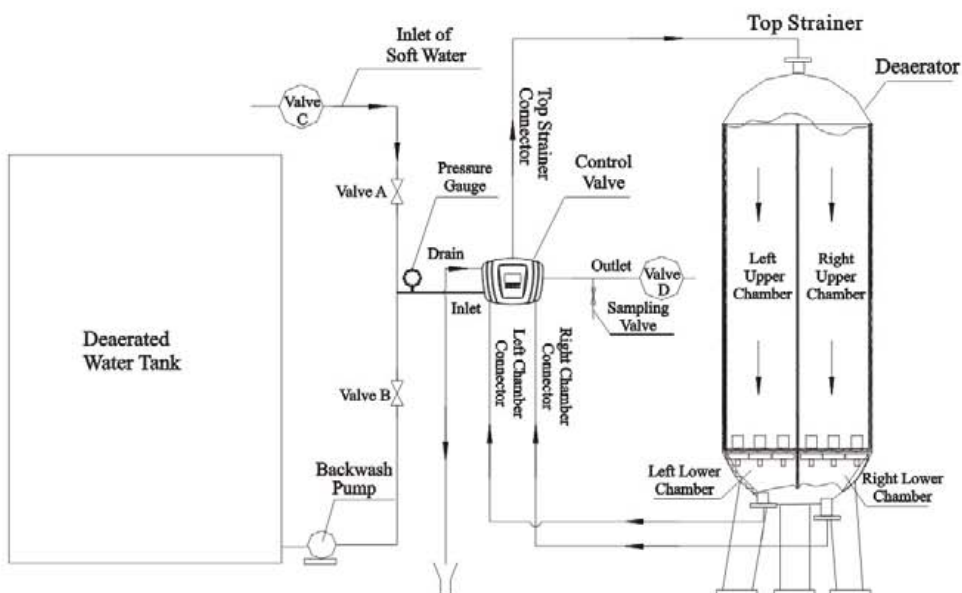 Top Strainer
Inlet of
Soft Water
Deaerator
Valve
C
Top Strainer
Connector
Pressure
Gauge
Control
Valve
Valve A
Drain
Outlet
Valve
D
Left
Upper
Chamber
Right
Upper
Chamber
Inlet
Sampling
Valve
Deaerated
Water Tank
Left Chamber
Connector
Right Chamber
Connector
Valve B
Backwash
Pump
Left Lower
Chamber
Right Lower
Chamber